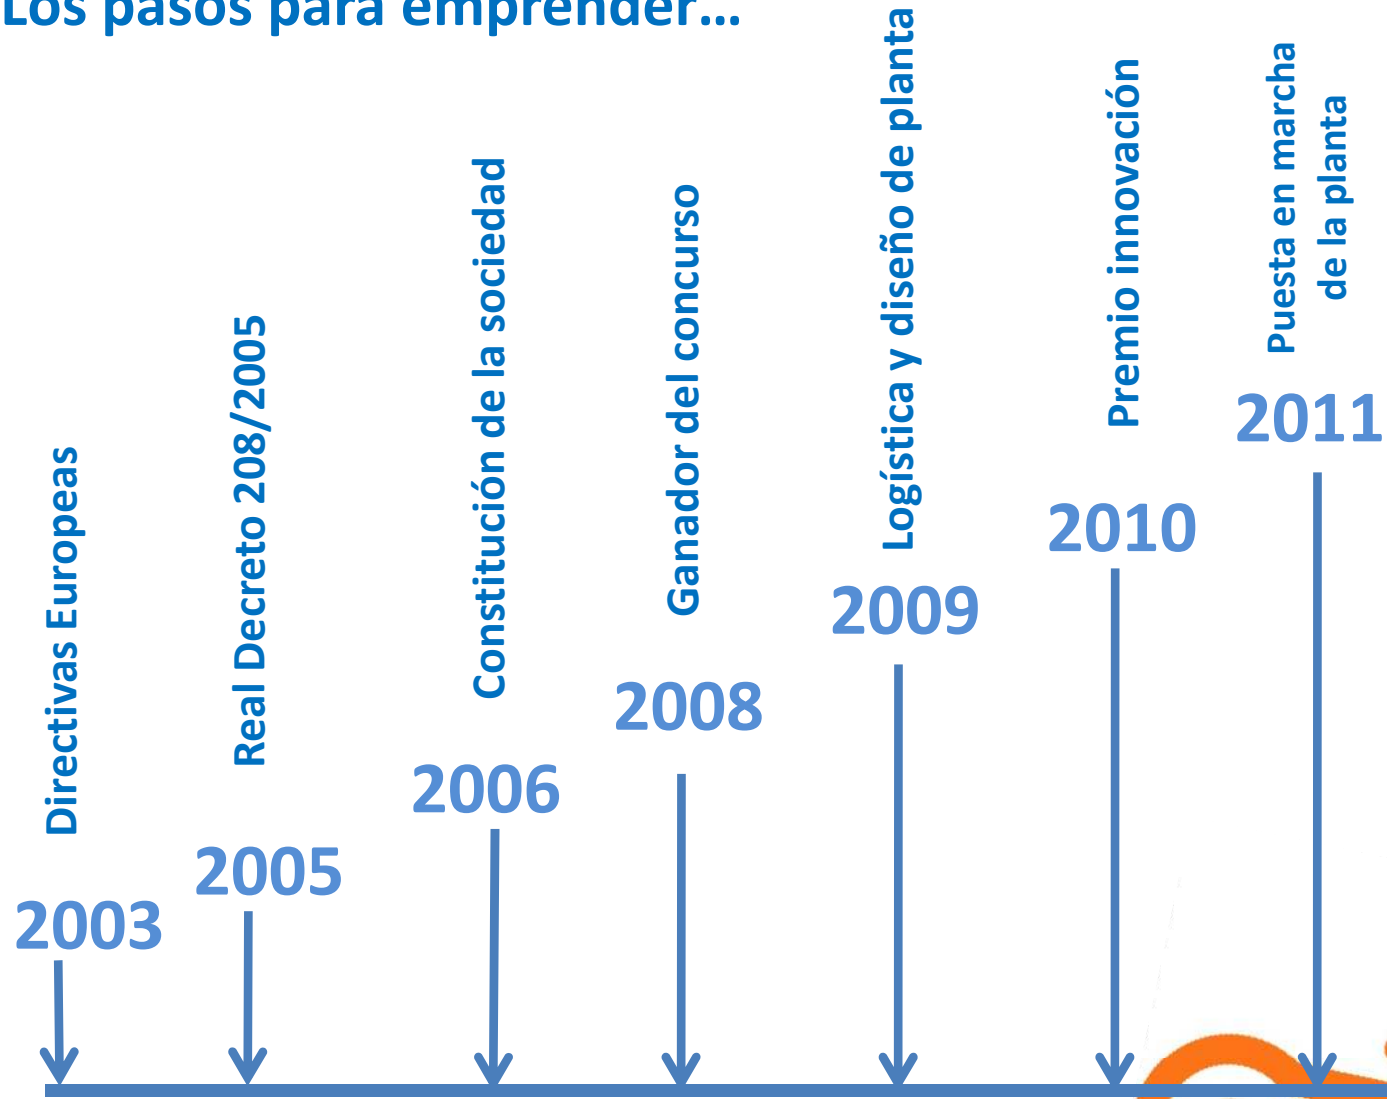 Los pasos para emprender...
Directivas Europeas
2003
Real Decreto 208/2005
2005
Constitución de la sociedad
2006
Ganador del concurso
2008
Logística y diseño de planta
2009
Premio innovación
2010
Puesta en marcha
de la planta
2011